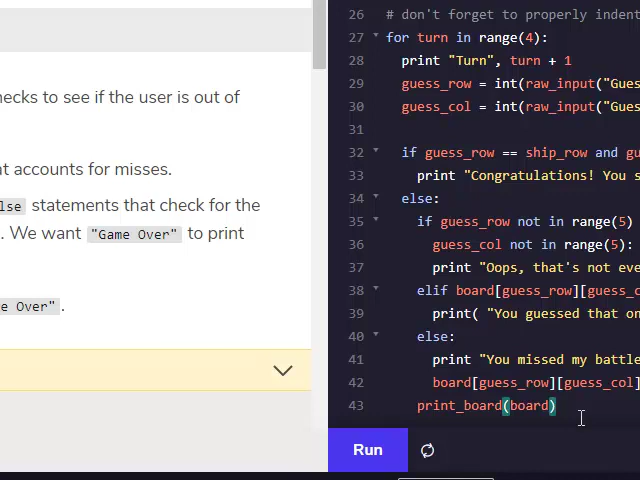 ecks to see if the user is out of
at accounts for misses.
lse statements that check for the
. We want "Game Over" to print
e Over".
26 # don't forget to properly indent
27 for turn in range(4):
28 print "Turn", turn + 1
29 guess_row = int(raw_input("Gues
30 guess_col = int(raw_input("Gues
31
32 if guess_row == ship_row and gu
33 print "Congratulations! You s
34 else:
35 if guess_row not in range(5)
36 guess_col not in range(5):
37 print "Oops, that's not eve
38 elif board[guess_row][guess_c
39 print( "You guessed that on
40 else:
41 print "You missed my battle
42 board[guess_row][guess_col]
43 print_board(board)
Run